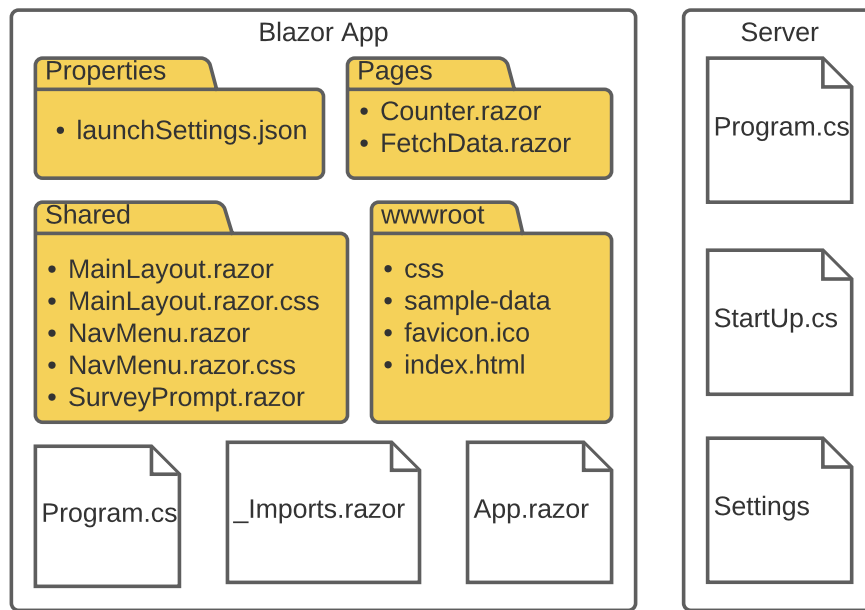 Blazor App
Properties
• launchSettings.json
Pages
• Counter.razor
• FetchData.razor
Shared
• MainLayout.razor
• MainLayout.razor.css
• NavMenu.razor
• NavMenu.razor.css
• SurveyPrompt.razor
wwwroot
• css
• sample-data
• favicon.ico
• index.html
Program.cs
_Imports.razor
App.razor
Server
Program.cs
StartUp.cs
Settings